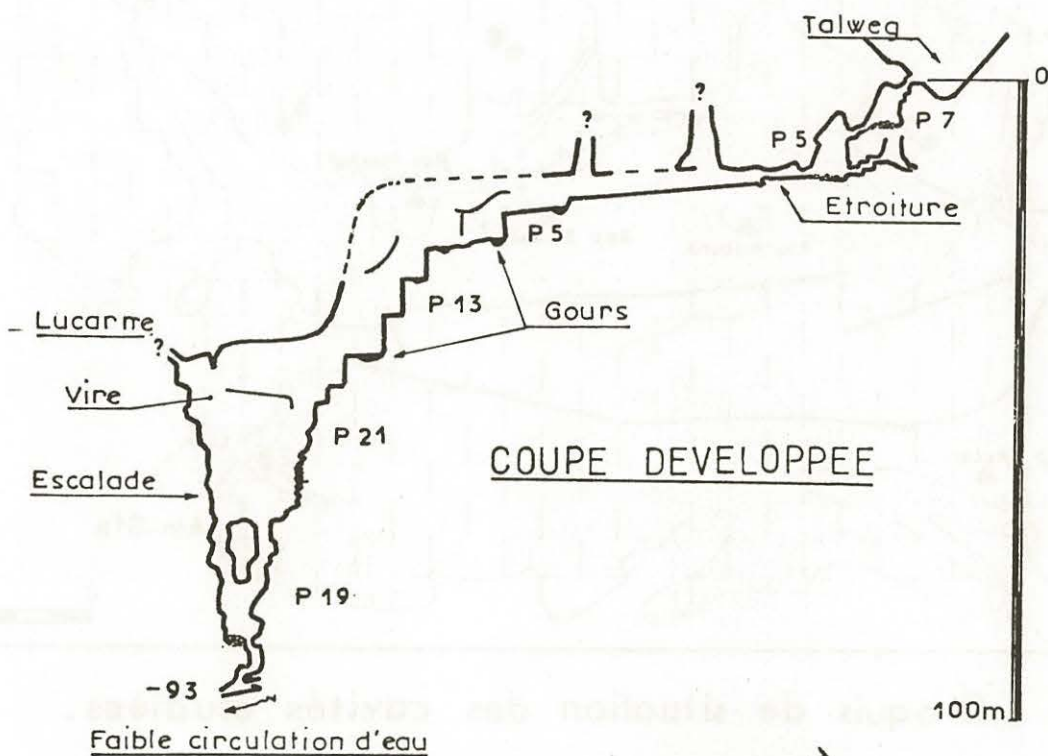 Talweg
0
?
?
P 5
P 7
Etroiture
P 5
P 13
Gours
Lucarne
?
Vire
P 21
COUPE DEVELOPPEE
Escalade
P 19
-93
100m
Faible circulation d'eau